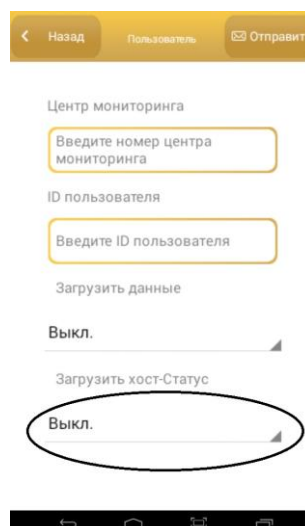 Назад Пользователь Отправить
Центр мониторинга
Введите номер центра
мониторинга
ID пользователя
Введите ID пользователя
Загрузить данные
Выкл.
Загрузить хост-Статус
Выкл.